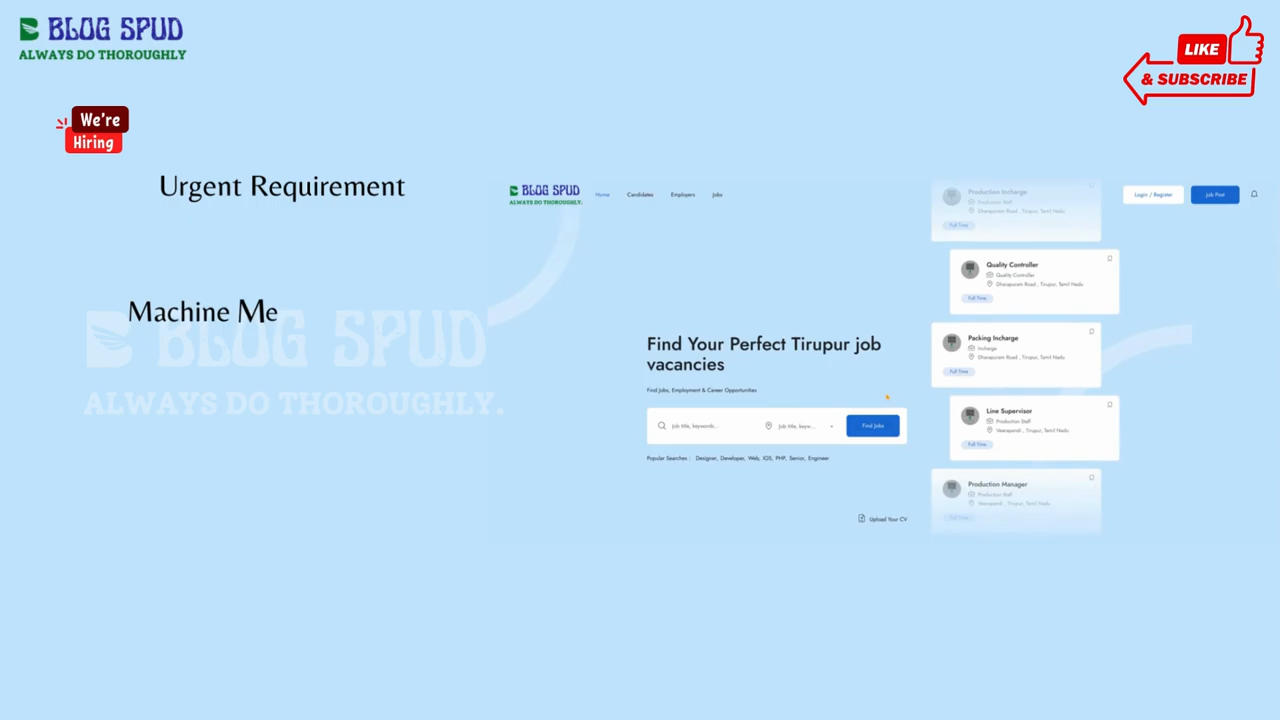 BLOG SPUD
ALWAYS DO THOROUGHLY
LIKE
& SUBSCRIBE
We're
Hiring
Urgent Requirement
Machine Me
BLOG SPUD
ALWAYS DO THOROUGHLY.
BLOG SPUD
ALWAYS DO THOROUGHLY.
Home Candidates Employers Jobs
Login / Register
Job Post
Production Incharge
Production Staff
Dharapuram Road , Tirupur, Tamil Nadu
Full Time
Quality Controller
Quality Controller
Dharapuram Road , Tirupur, Tamil Nadu
Full Time
Find Your Perfect Tirupur job
vacancies
Find Jobs, Employment & Career Opportunities
Job title, keywords...
Job title, keyw...
Find Jobs
Popular Searches : Designer, Developer, Web, IOS, PHP, Senior, Engineer
Upload Your CV
Packing Incharge
Incharge
Dharapuram Road , Tirupur, Tamil Nadu
Full Time
Line Supervisor
Production Staff
Veerapandi , Tirupur, Tamil Nadu
Full Time
Production Manager
Production Staff
Veerapandi , Tirupur, Tamil Nadu
Full Time